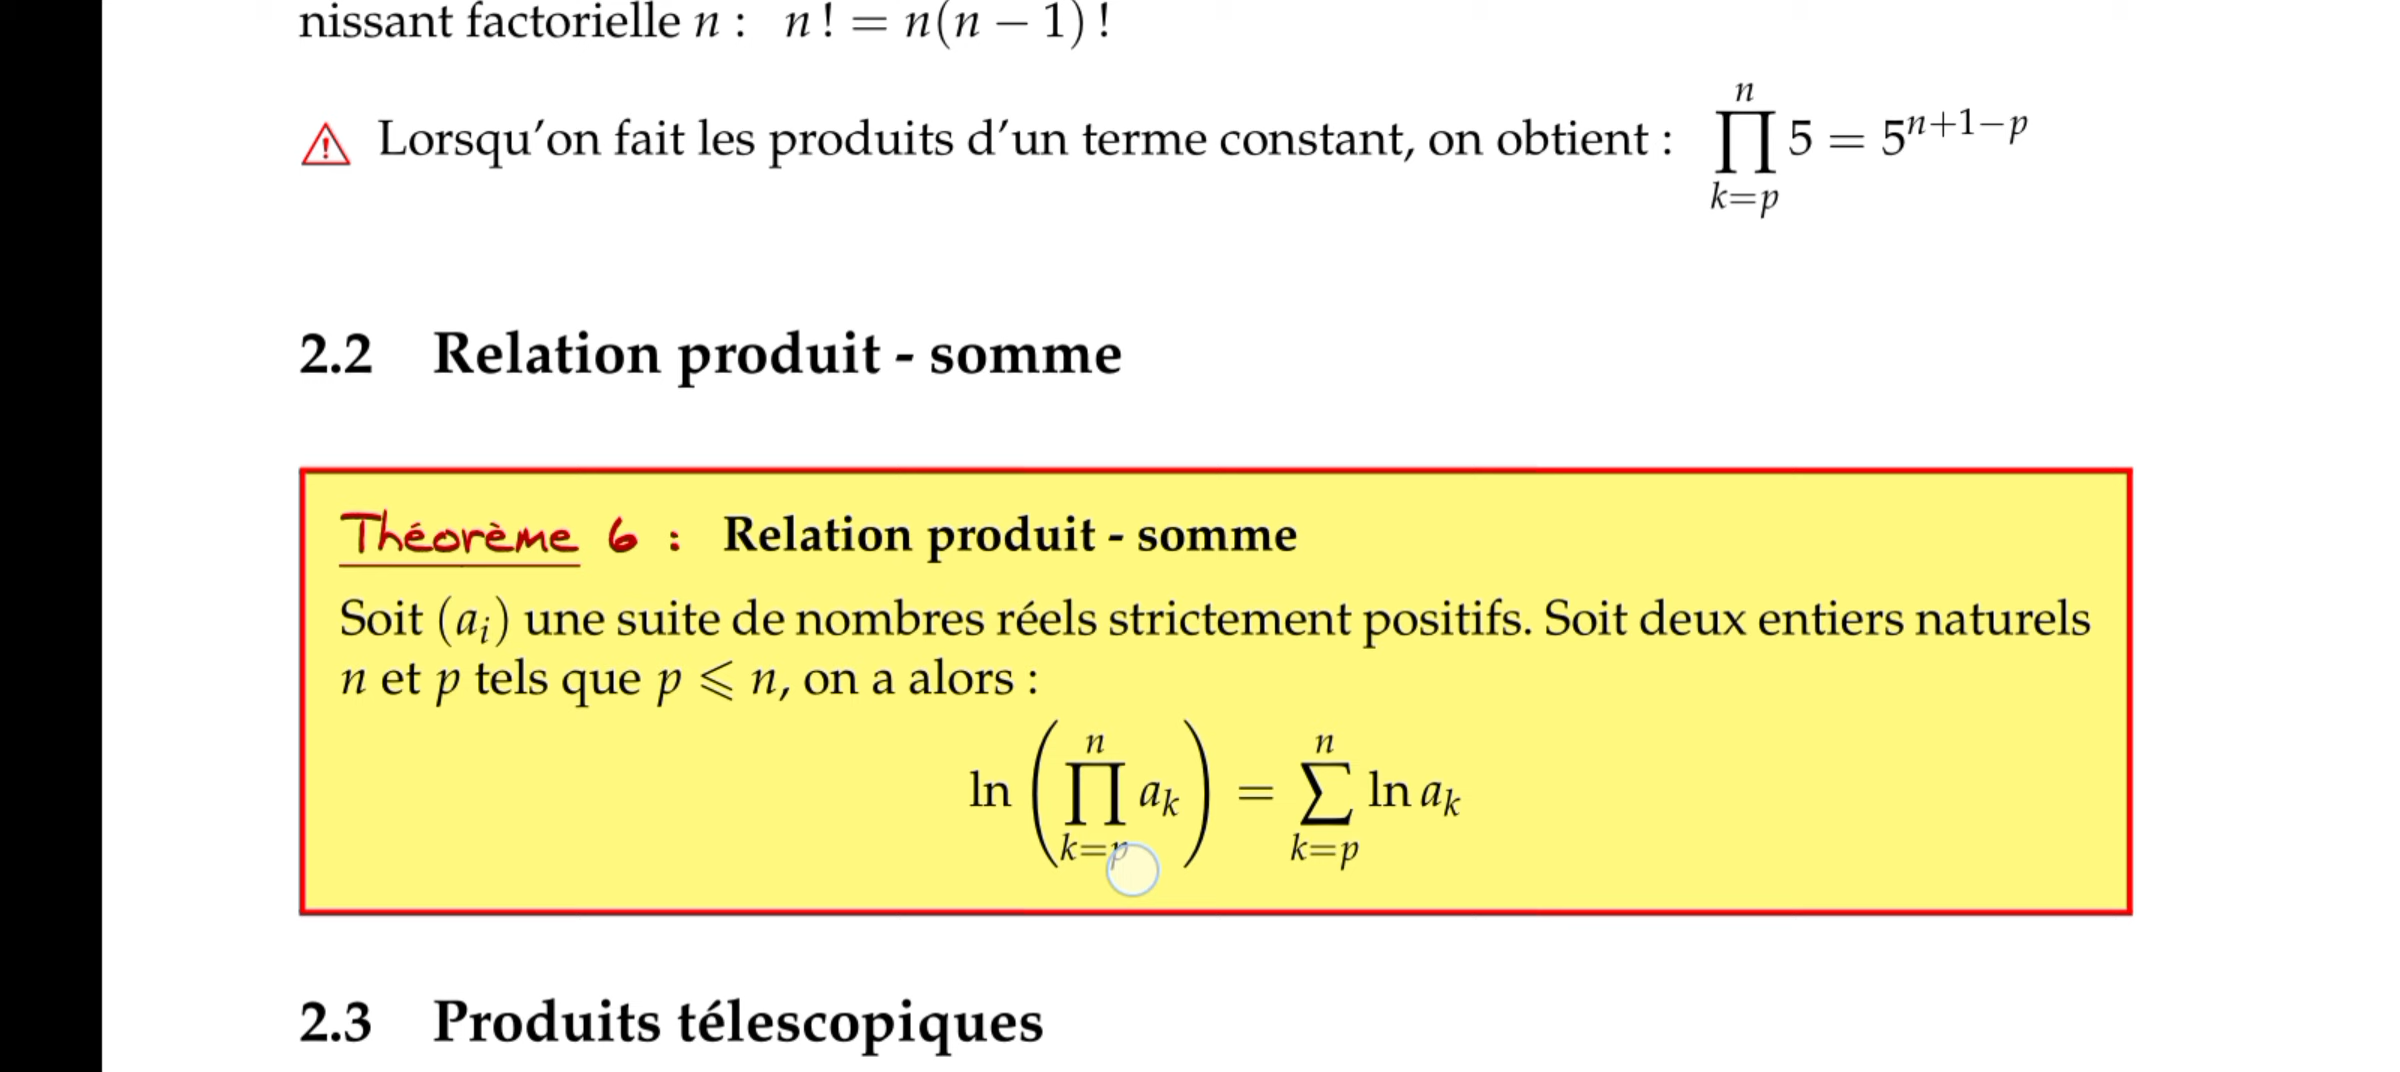 nissant factorielle n : n ! = n(n − 1) !
⚠ Lorsqu’on fait les produits d’un terme constant, on obtient : ∏_{k=p}^{n} 5 = 5^{n+1−p}
2.2 Relation produit - somme
Théorème 6 : Relation produit - somme
Soit (a_i) une suite de nombres réels strictement positifs. Soit deux entiers naturels
n et p tels que p ⩽ n, on a alors :
ln (∏_{k=p}^{n} a_k) = ∑_{k=p}^{n} ln a_k
2.3 Produits télescopiques